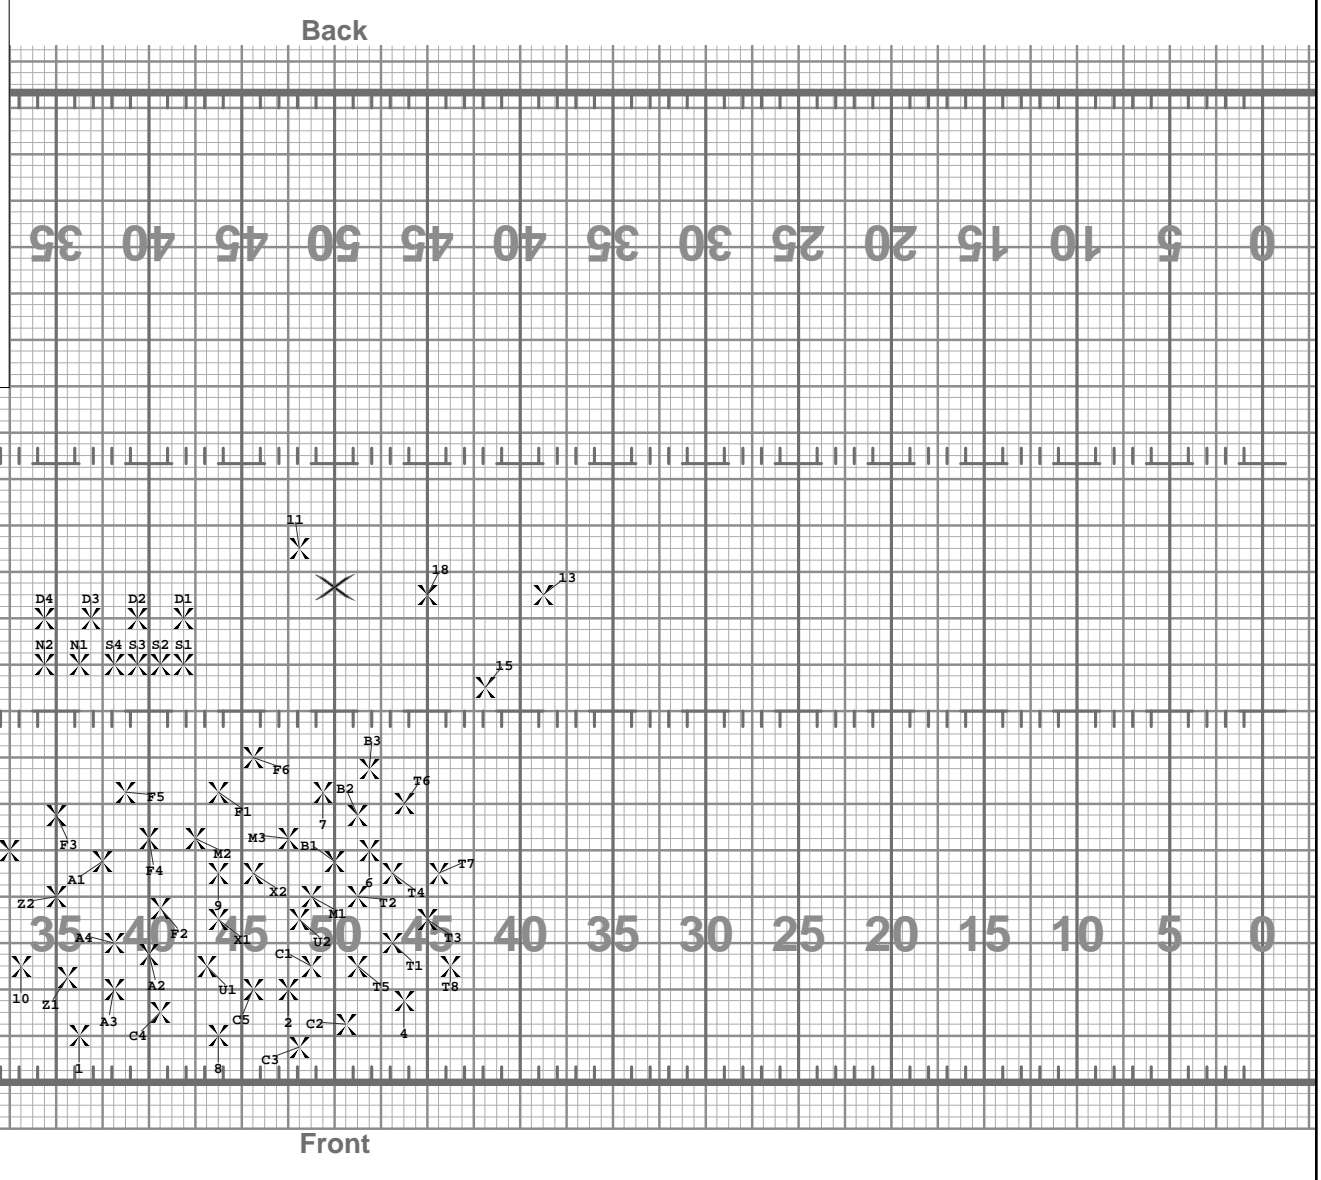 Back
35 40 45 50 45 40 35 30 25 20 15 10 5 0
11
18
13
D4 D3 D2 D1
N2 N1 S4 S3 S2 S1
15
B3
F6
T6
B2
F5
F1
7
F3
M3
B1
M2
T7
F4
A1
6
X2
T4
Z2
9
T2
M1
35 40 45 50 45 40 35 30 25 20 15 10 5 0
F2
A4
X1
U2
T3
C1
T1
A2
U1
T5
T8
10
Z1
A3
C5
2
C2
C4
4
C3
1
8
Front